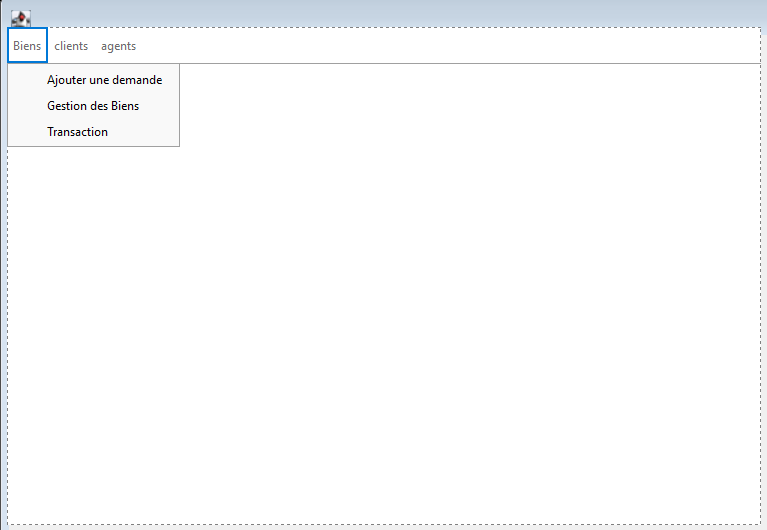 Biens clients agents
Ajouter une demande
Gestion des Biens
Transaction